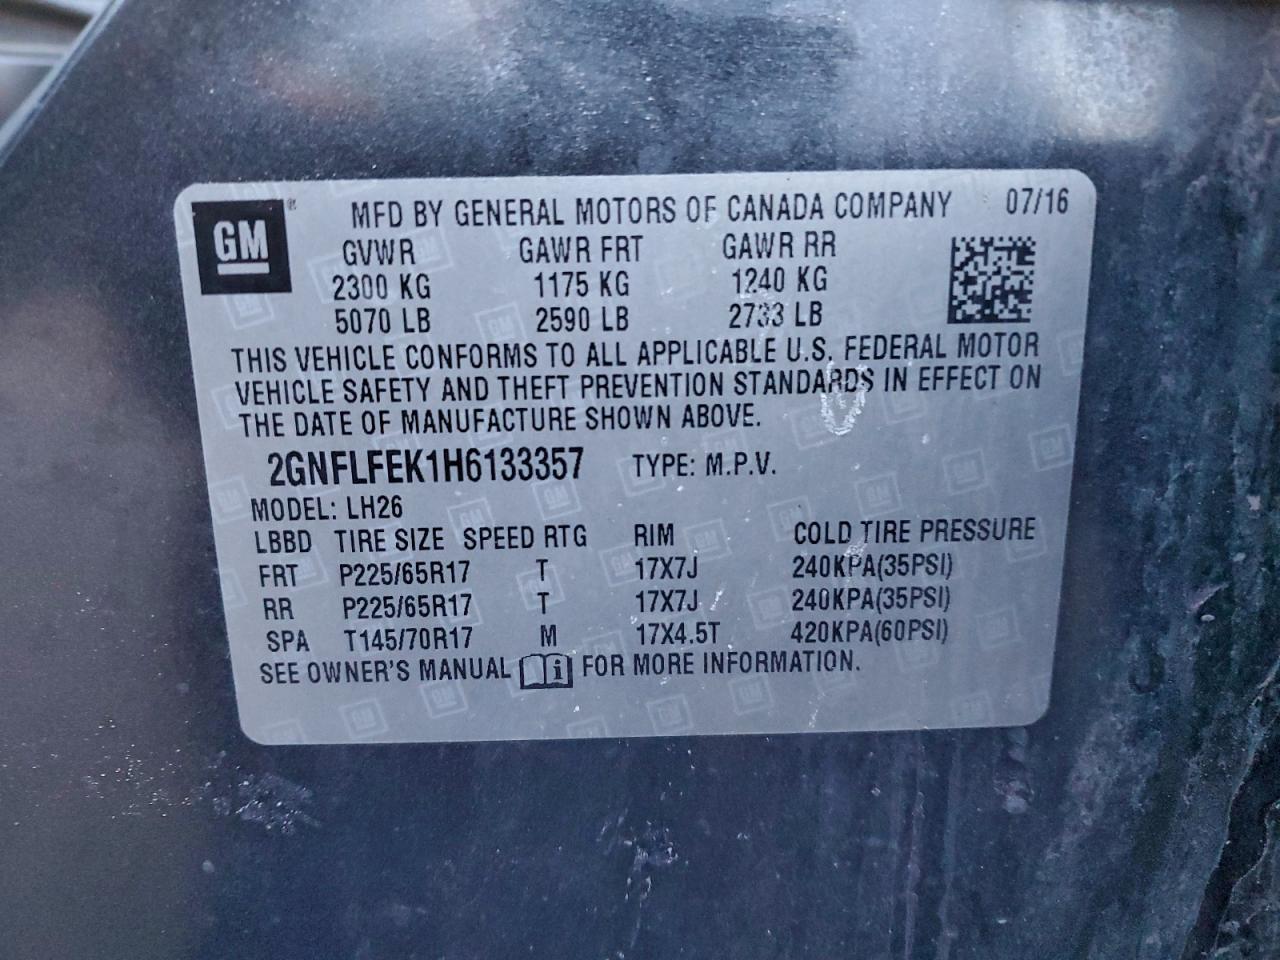 GM® MFD BY GENERAL MOTORS OF CANADA COMPANY 07/16
GVWR GAWR FRT GAWR RR
2300 KG 1175 KG 1240 KG
5070 LB 2590 LB 2733 LB
THIS VEHICLE CONFORMS TO ALL APPLICABLE U.S. FEDERAL MOTOR
VEHICLE SAFETY AND THEFT PREVENTION STANDARDS IN EFFECT ON
THE DATE OF MANUFACTURE SHOWN ABOVE.
2GNFLFEK1H6133357 TYPE: M.P.V.
MODEL: LH26
LBBD TIRE SIZE SPEED RTG RIM COLD TIRE PRESSURE
FRT P225/65R17 T 17X7J 240KPA(35PSI)
RR P225/65R17 T 17X7J 240KPA(35PSI)
SPA T145/70R17 M 17X4.5T 420KPA(60PSI)
SEE OWNER'S MANUAL i FOR MORE INFORMATION.